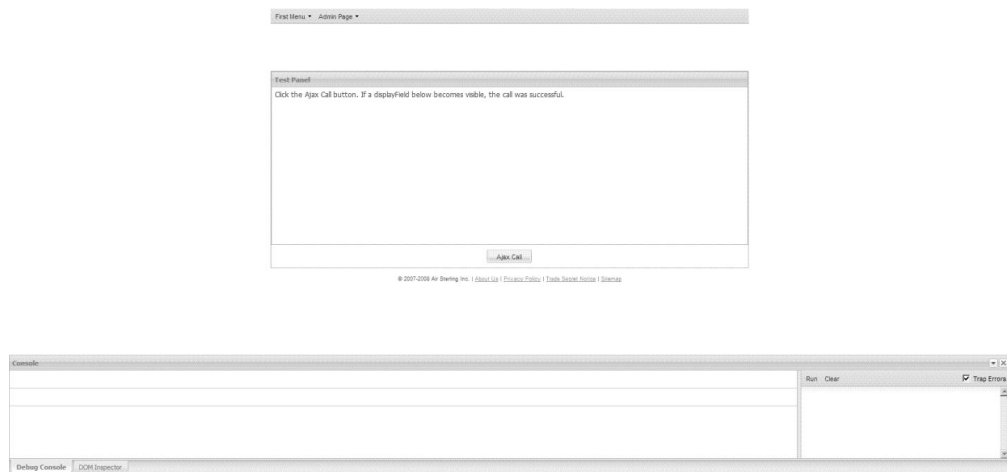 First Menu Admin Page
Test Panel
Click the Ajax Call button. If a displayField below becomes visible, the call was successful.
Ajax Call
© 2007-2008 Air Sterling Inc. | About Us | Privacy Policy | Trade Secret Notice | Sitemap
Console
Run Clear Trap Errors
Debug Console DOM Inspector